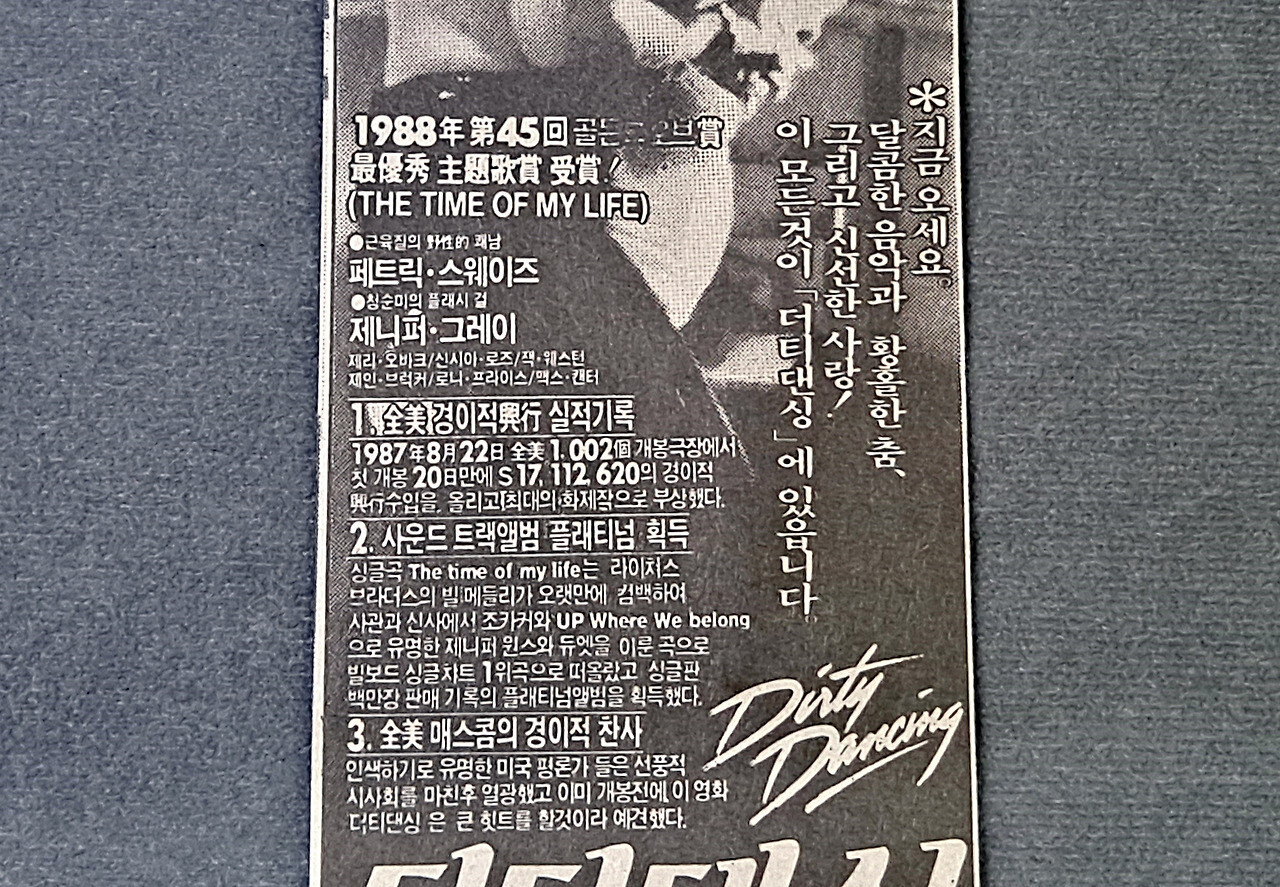 1988年 第45回 골든글로브賞
最優秀 主題歌賞 受賞!
(THE TIME OF MY LIFE)
●근육질의 野性的 쾌남
페트릭·스웨이즈
●청순미의 플래시 걸
제니퍼·그레이
제리·오바크/신시아·로즈/잭·웨스턴
제인·브럭커/로니·프라이스/맥스·캔터
1. 全美 경이적 興行 실적기록
1987年8月22日 全美 1.002個 개봉극장에서
첫 개봉 20日만에 S17, 112, 620의 경이적
興行수입을, 올리고 최대의 화제작으로 부상했다.
2. 사운드 트랙앨범 플래티넘 획득
싱글곡 The time of my life는 라이처스
브라더스의 빌 메들리가 오랫만에 컴백하여
사관과 신사에서 조카커와 UP Where We belong
으로 유명한 제니퍼 원스와 듀엣을 이룬 곡으로
빌보드 싱글챠트 1위곡으로 떠올랐고 싱글판
백만장 판매 기록의 플래티넘앨빔을 획득했다.
3. 全美 매스콤의 경이적 찬사
인색하기로 유명한 미국 평론가 들은 선풍적
시사회를 마친후 열광했고 이미 개봉전에 이 영화
더티댄싱 은 큰 힛트를 할것이라 예견했다.
*지금 오세요。
달콤한 음악과 황홀한 춤、
그리고 신선한 사랑!
이 모든것이 「더티댄싱」에 있읍니다。
Dirty
Dancing